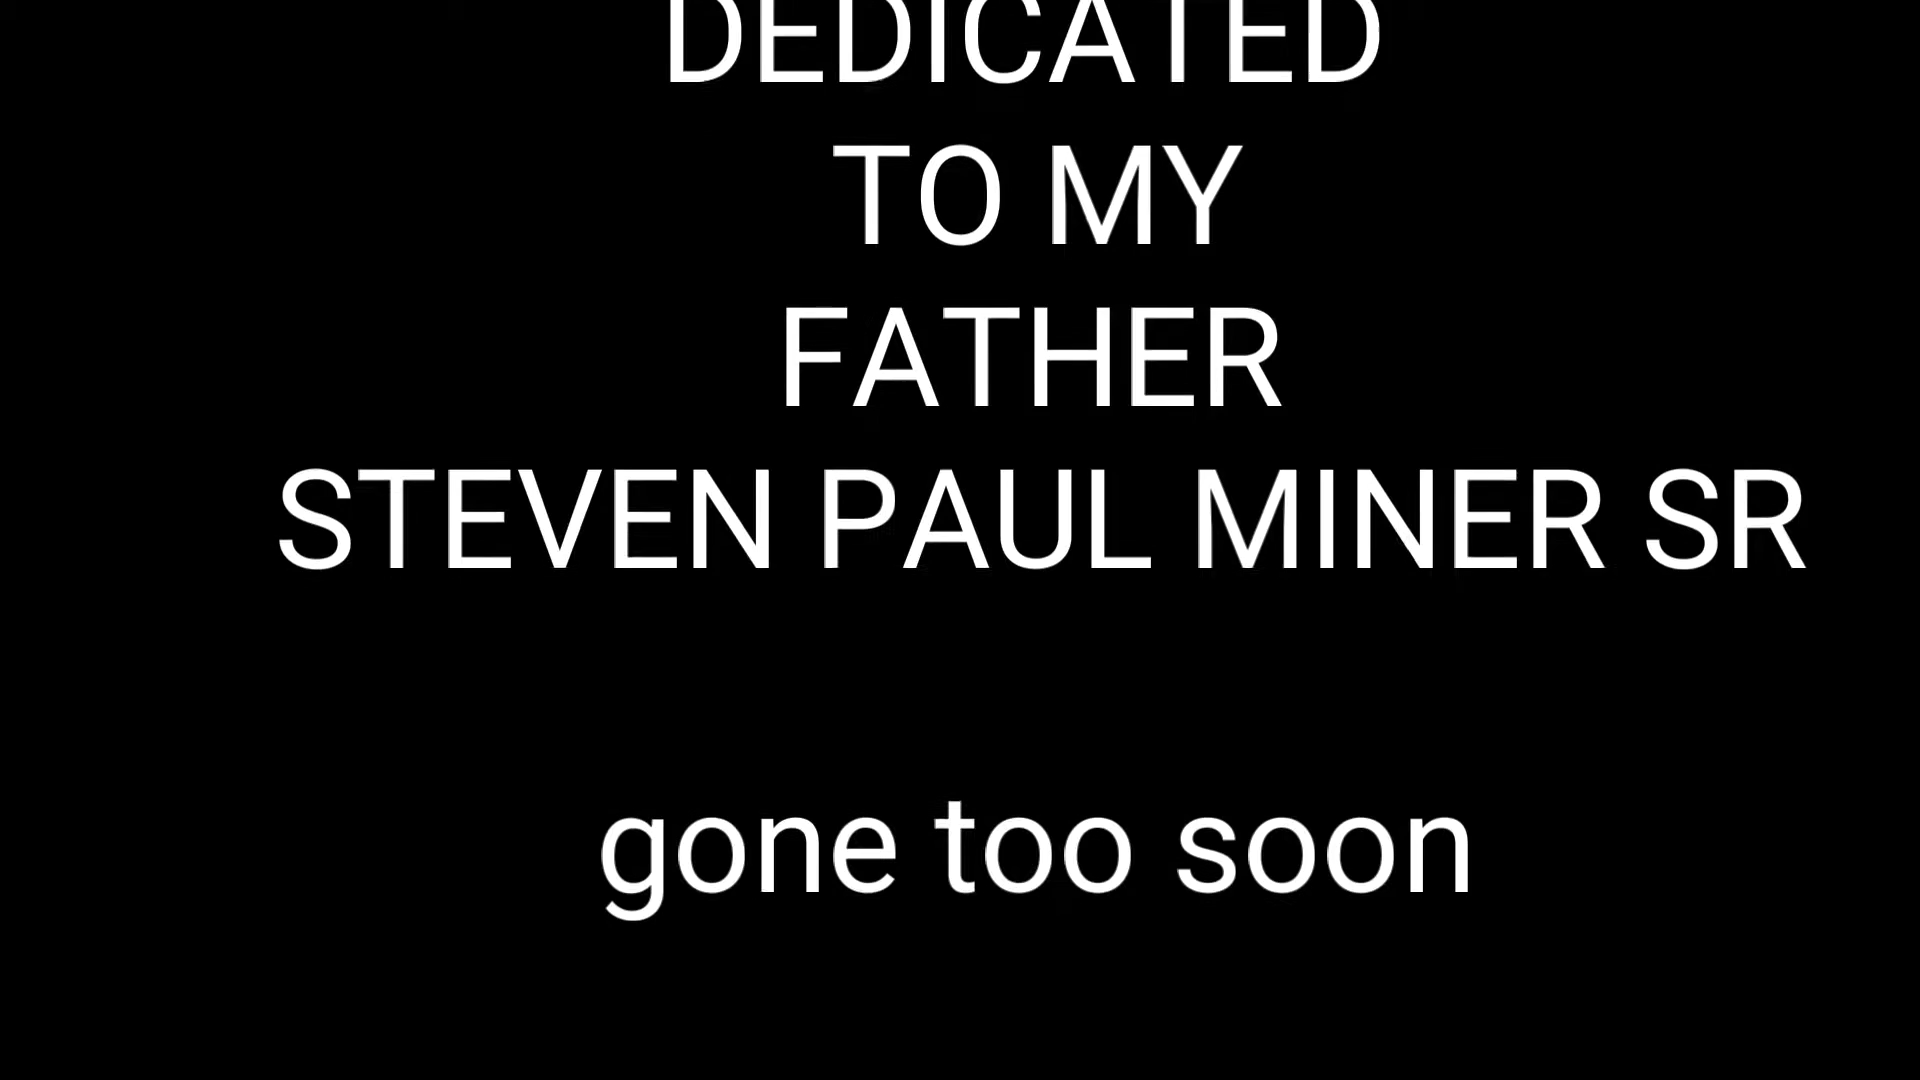 DEDICATED
TO MY
FATHER
STEVEN PAUL MINER SR
gone too soon